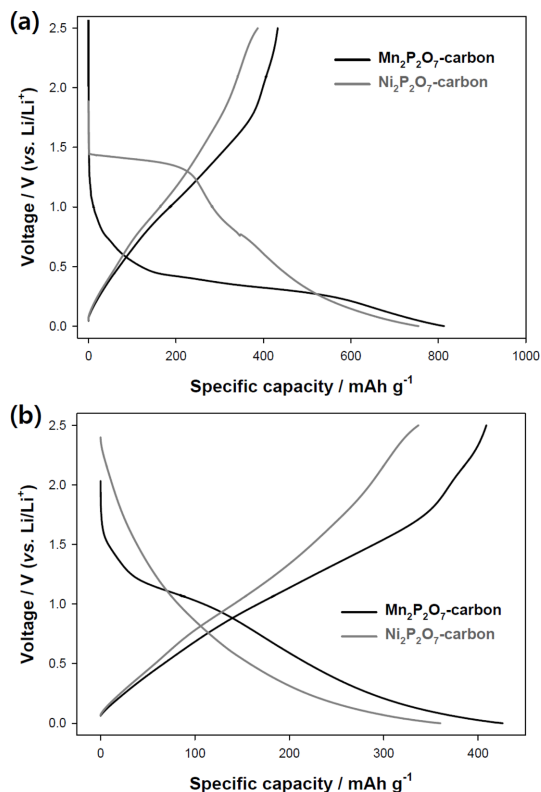 (a)
2.5
2.0
1.5
1.0
0.5
0.0
Voltage / V (vs. Li/Li⁺)
Mn₂P₂O₇-carbon
Ni₂P₂O₇-carbon
0 200 400 600 800 1000
Specific capacity / mAh g⁻¹
(b)
2.5
2.0
1.5
1.0
0.5
0.0
Voltage / V (vs. Li/Li⁺)
Mn₂P₂O₇-carbon
Ni₂P₂O₇-carbon
0 100 200 300 400
Specific capacity / mAh g⁻¹